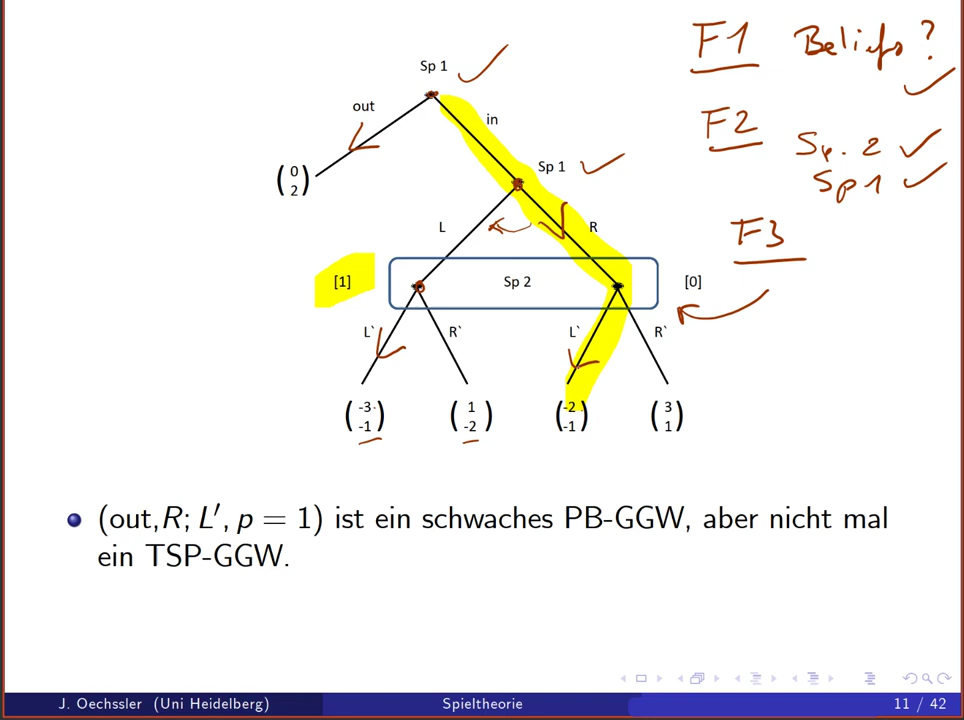 F1 Beliefs?
Sp 1
out
in
F2
Sp. 2
Sp 1
Sp 1
(0 2)
L
R
F3
[1]
Sp 2
[0]
L`
R`
L`
R`
(-3 -1)
(1 -2)
(-2 -1)
(3 1)
(out,R; L′, p = 1) ist ein schwaches PB-GGW, aber nicht mal
ein TSP-GGW.
J. Oechssler (Uni Heidelberg)
Spieltheorie
11 / 42